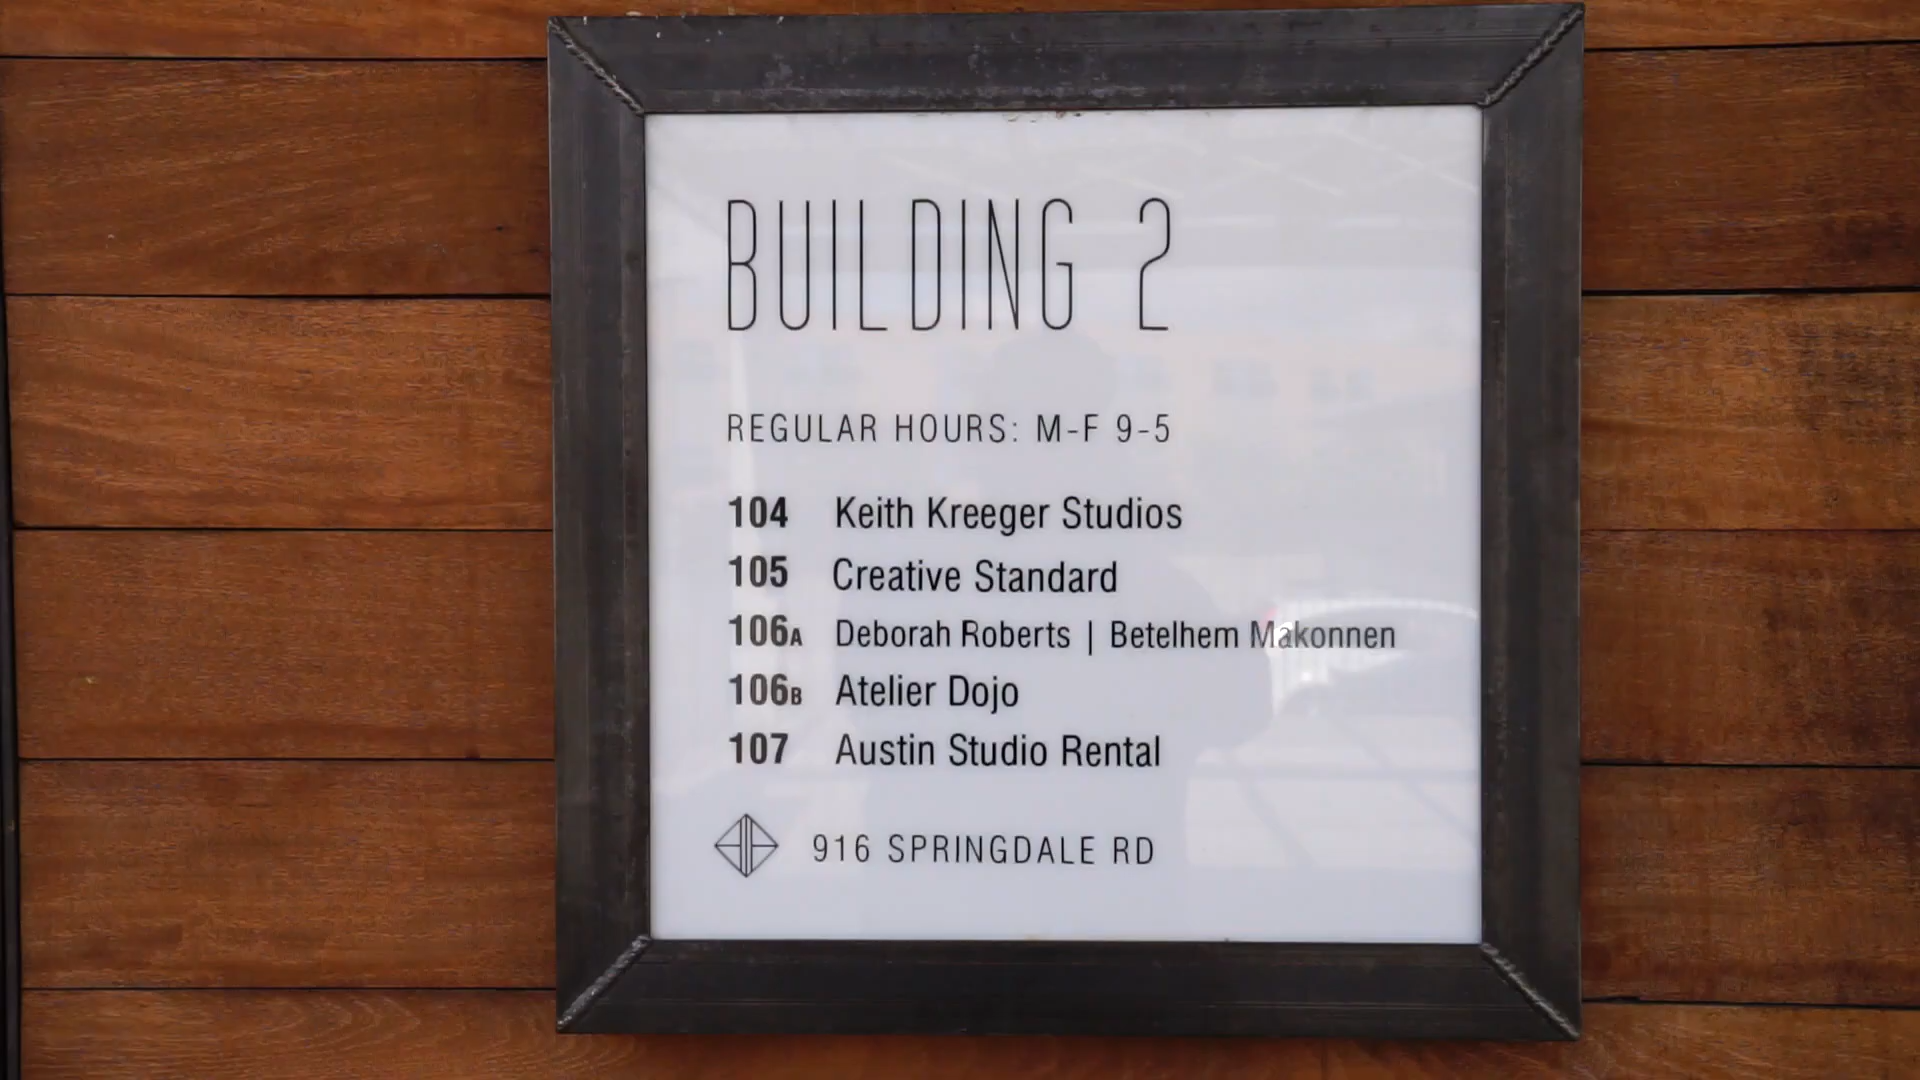 BUILDING 2
REGULAR HOURS: M-F 9-5
104 Keith Kreeger Studios
105 Creative Standard
106A Deborah Roberts | Betelhem Makonnen
106B Atelier Dojo
107 Austin Studio Rental
916 SPRINGDALE RD